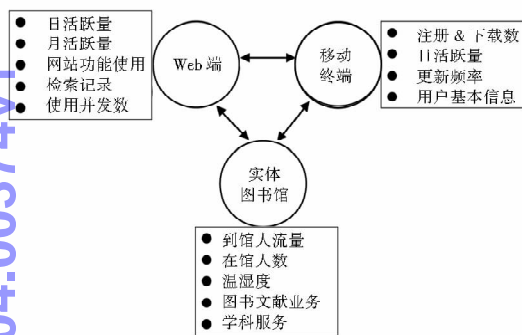 日活跃量
月活跃量
网站功能使用
检索记录
使用并发数
Web 端
移动
终端
注册 & 下载数
日活跃量
更新频率
用户基本信息
实体
图书馆
到馆人流量
在馆人数
温湿度
图书文献业务
学科服务